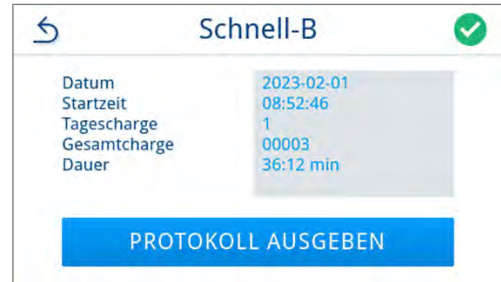 Schnell-B
Datum 2023-02-01
Startzeit 08:52:46
Tagescharge 1
Gesamtcharge 00003
Dauer 36:12 min
PROTOKOLL AUSGEBEN